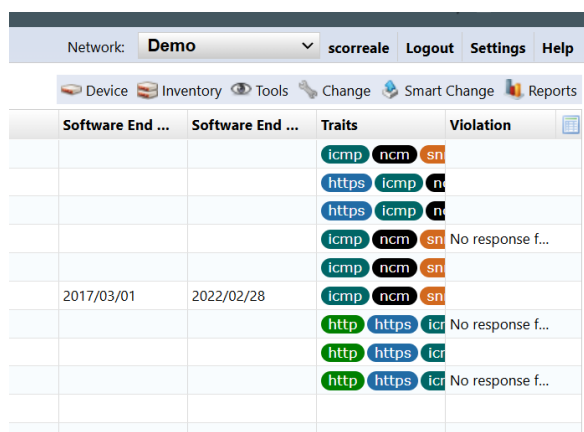 Network: Demo scorreale Logout Settings Help
Device Inventory Tools Change Smart Change Reports
Software End ... Software End ... Traits Violation
icmp ncm
https icmp
https icmp
icmp ncm No response f...
icmp ncm
2017/03/01 2022/02/28 icmp ncm
http https No response f...
http https
http https No response f...